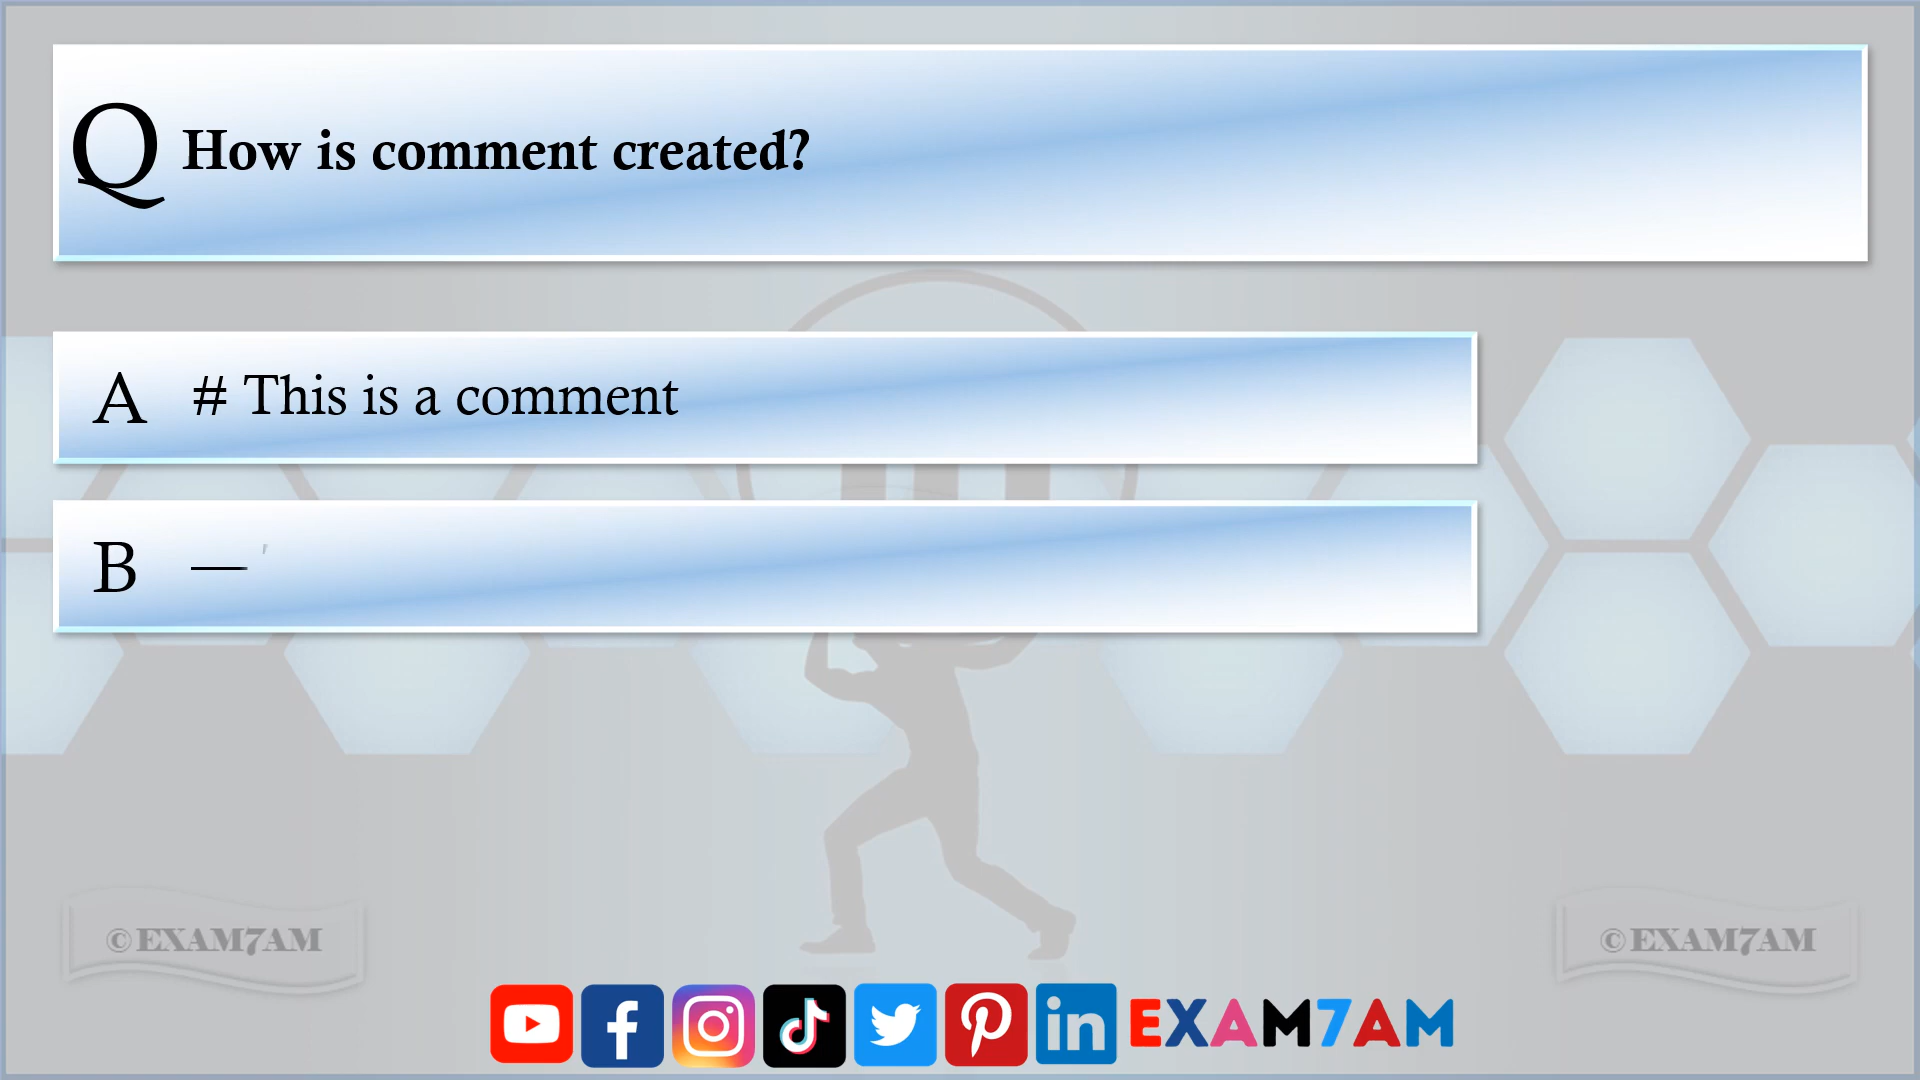 Q How is comment created?
A # This is a comment
B —
©EXAM7AM
©EXAM7AM
EXAM7AM